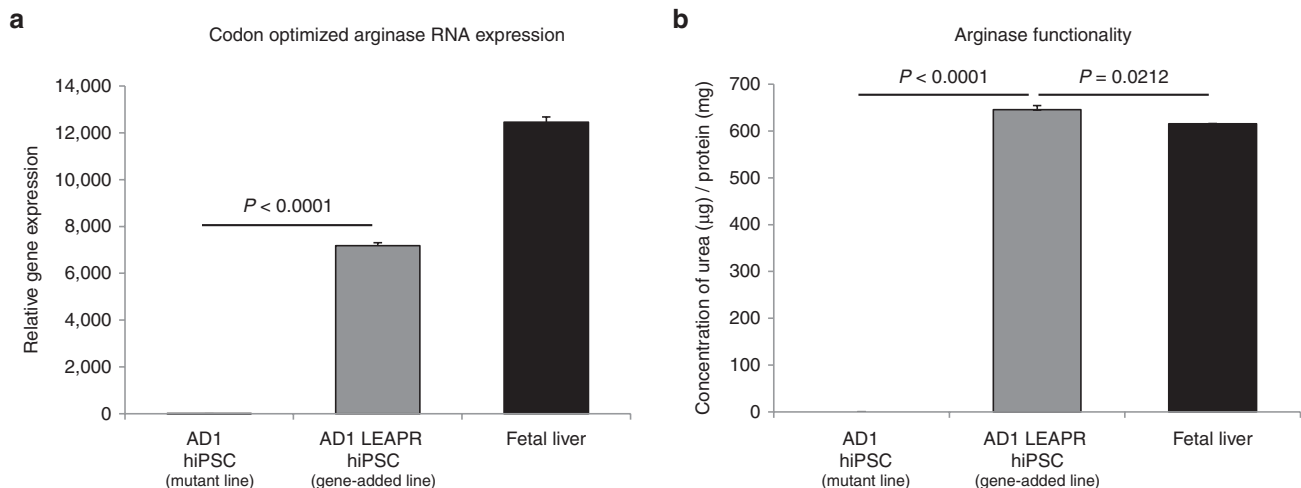 a
Codon optimized arginase RNA expression
Relative gene expression
14,000
12,000
10,000
8,000
6,000
4,000
2,000
0
P < 0.0001
AD1
hiPSC
(mutant line)
AD1 LEAPR
hiPSC
(gene-added line)
Fetal liver
b
Arginase functionality
Concentration of urea (µg) / protein (mg)
700
600
500
400
300
200
100
0
P < 0.0001
P = 0.0212
AD1
hiPSC
(mutant line)
AD1 LEAPR
hiPSC
(gene-added line)
Fetal liver